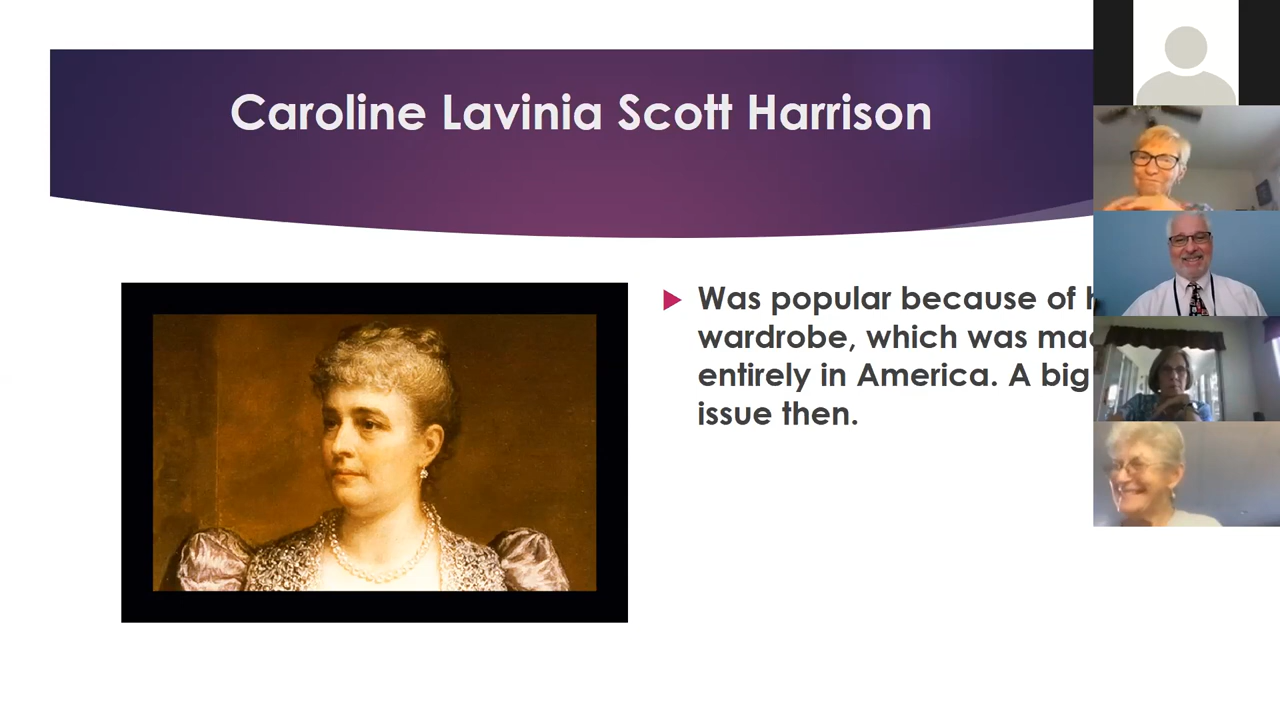 Caroline Lavinia Scott Harrison
Was popular because of
wardrobe, which was
entirely in America. A big
issue then.